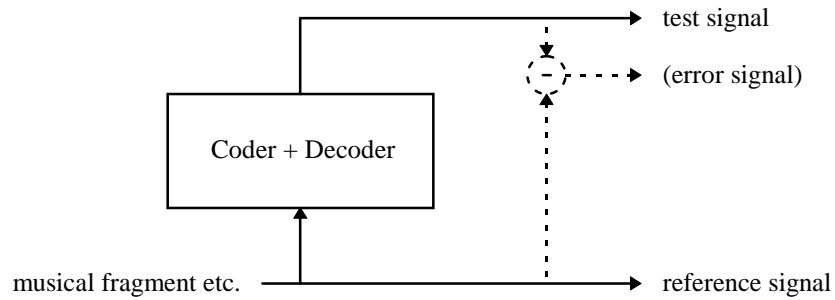 test signal
(error signal)
–
Coder + Decoder
musical fragment etc.
reference signal